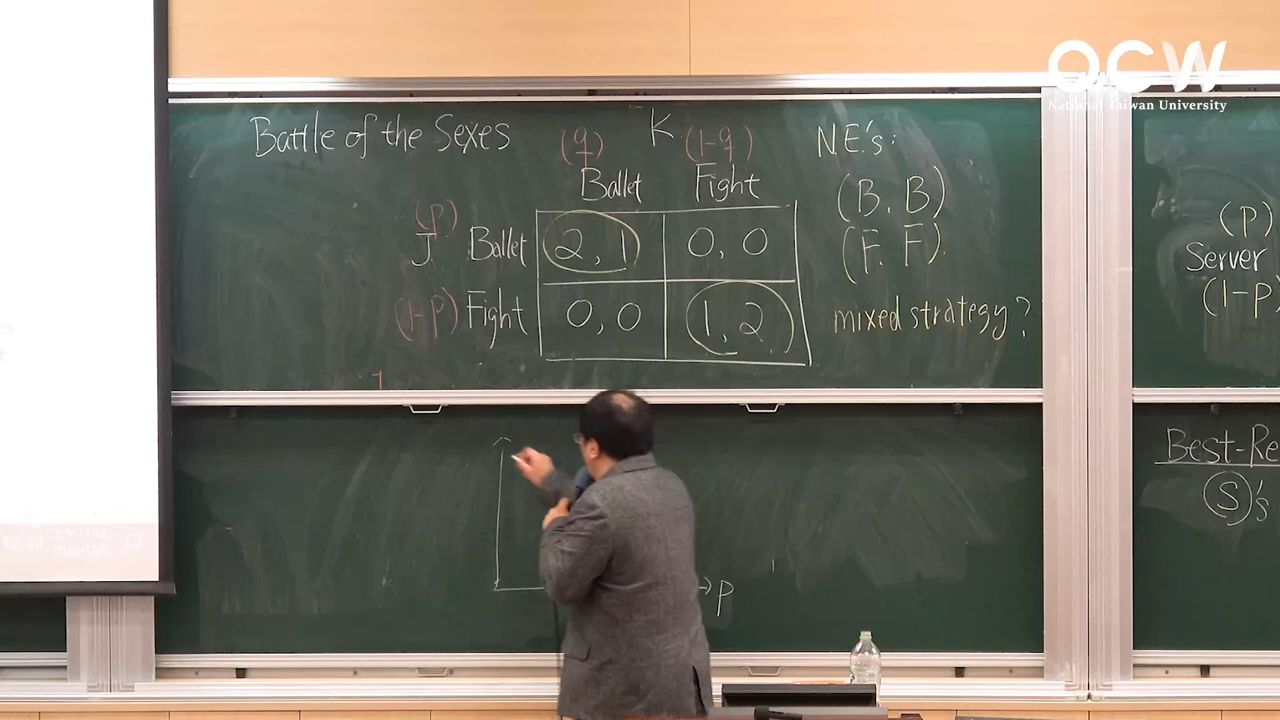 OCW
National Taiwan University
Battle of the Sexes
K
(q) (1-q)
Ballet Fight
(p)
J Ballet 2, 1 0, 0
(1-p) Fight 0, 0 1, 2
N.E.'s:
(B, B)
(F, F)
mixed strategy?
p
(p)
Server
(1-p)
Best-Re
S's